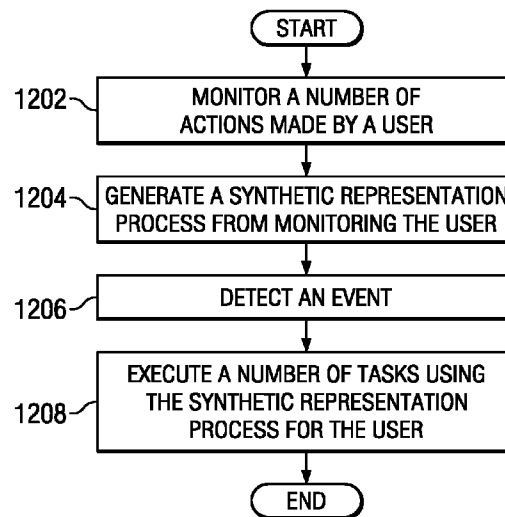 START
1202
MONITOR A NUMBER OF
ACTIONS MADE BY A USER
1204
GENERATE A SYNTHETIC REPRESENTATION
PROCESS FROM MONITORING THE USER
1206
DETECT AN EVENT
1208
EXECUTE A NUMBER OF TASKS USING
THE SYNTHETIC REPRESENTATION
PROCESS FOR THE USER
END